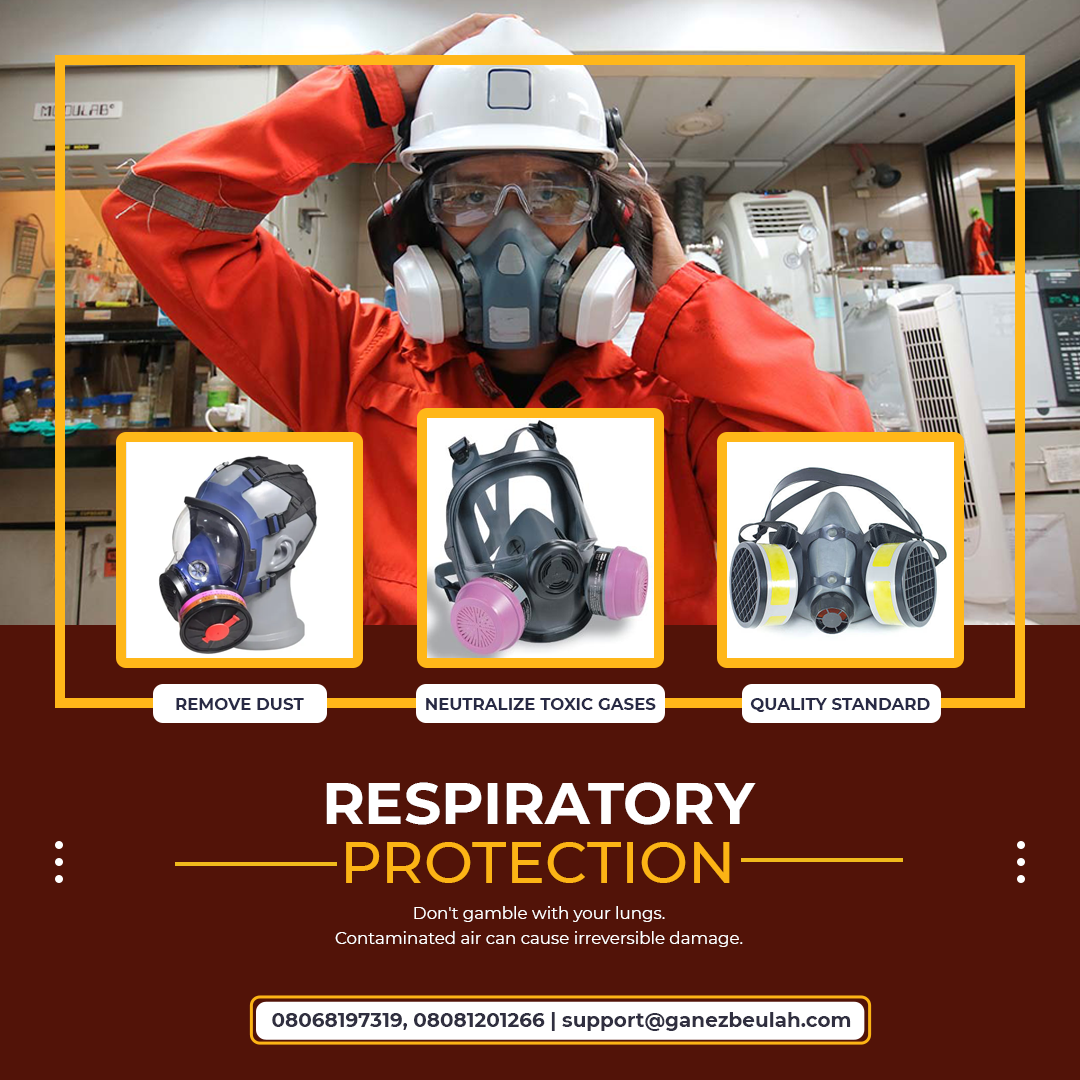 MODULAB®
REMOVE DUST
NEUTRALIZE TOXIC GASES
QUALITY STANDARD
RESPIRATORY
PROTECTION
Don't gamble with your lungs.
Contaminated air can cause irreversible damage.
08068197319, 08081201266 | support@ganezbeulah.com